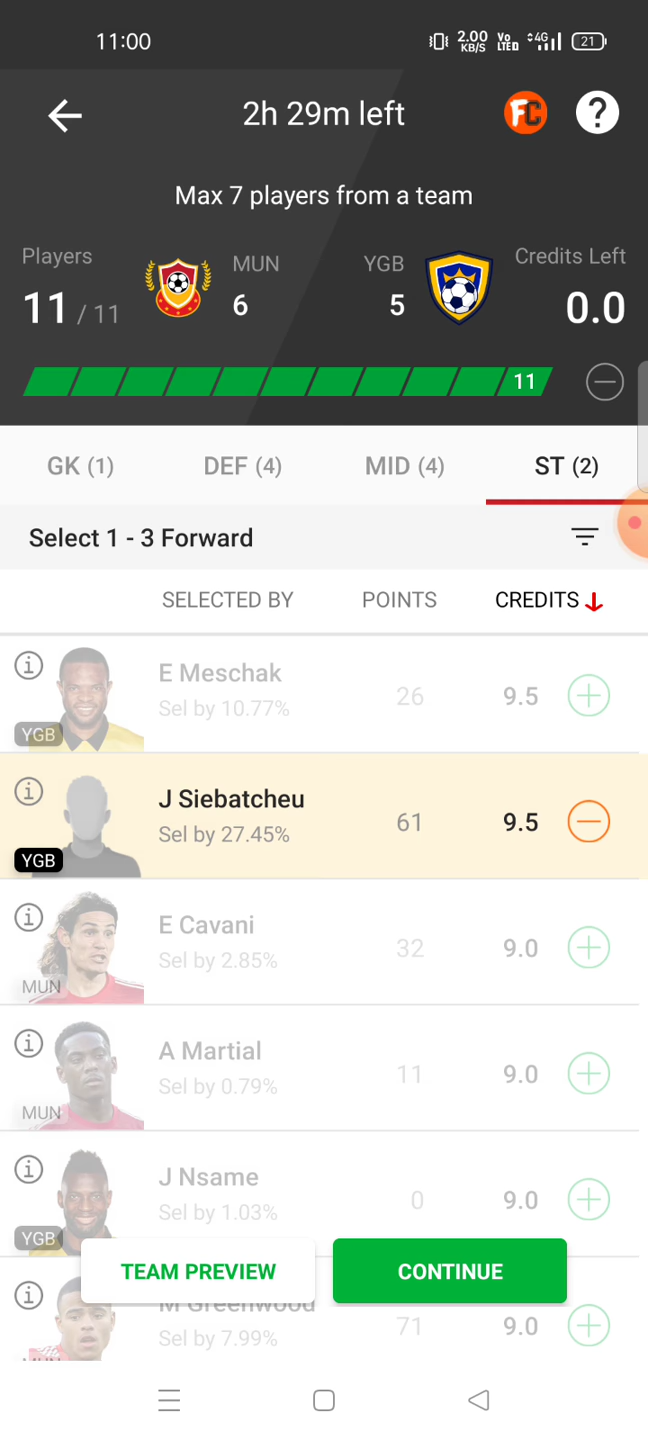 11:00
2.00 KB/S
Vo LTED
4G
21
2h 29m left
FC
?
Max 7 players from a team
Players
MUN
YGB
Credits Left
11 / 11
6
5
0.0
11
GK (1)
DEF (4)
MID (4)
ST (2)
Select 1 - 3 Forward
SELECTED BY
POINTS
CREDITS
E Meschak
Sel by 10.77%
26
9.5
YGB
J Siebatcheu
Sel by 27.45%
61
9.5
YGB
E Cavani
Sel by 2.85%
32
9.0
MUN
A Martial
Sel by 0.79%
11
9.0
MUN
J Nsame
Sel by 1.03%
0
9.0
YGB
TEAM PREVIEW
CONTINUE
M Greenwood
Sel by 7.99%
71
9.0
MUN